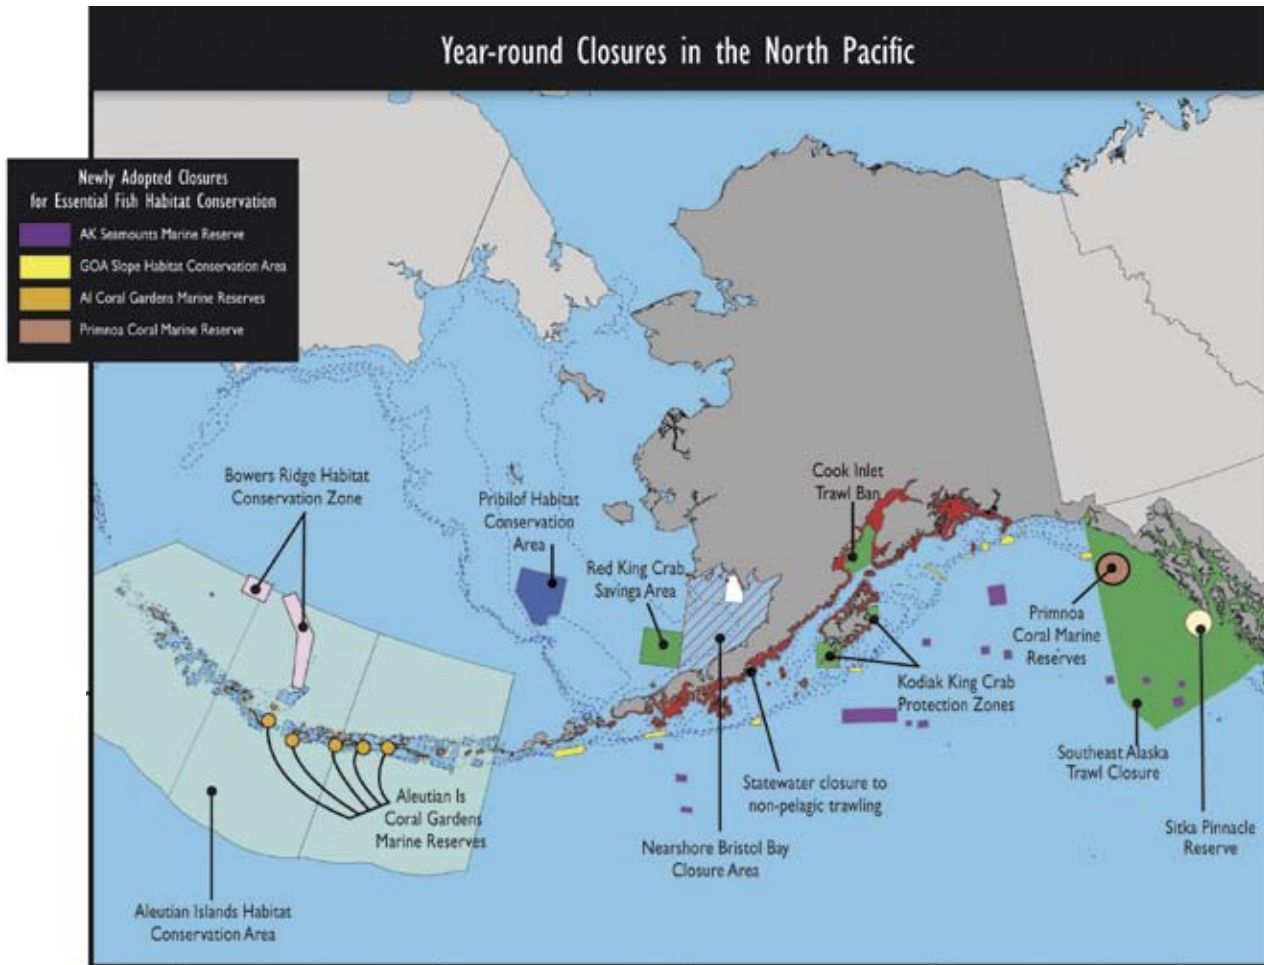 Year-round Closures in the North Pacific
Newly Adopted Closures
for Essential Fish Habitat Conservation
AK Seamounts Marine Reserve
GOA Slope Habitat Conservation Area
AI Coral Gardens Marine Reserves
Primnoa Coral Marine Reserve
Bowers Ridge Habitat
Conservation Zone
Pribilof Habitat
Conservation
Area
Red King Crab
Savings Area
Cook Inlet
Trawl Ban
Primnoa
Coral Marine
Reserves
Kodiak King Crab
Protection Zones
Southeast Alaska
Trawl Closure
Sitka Pinnacle
Reserve
Statewater closure to
non-pelagic trawling
Nearshore Bristol Bay
Closure Area
Aleutian Is
Coral Gardens
Marine Reserves
Aleutian Islands Habitat
Conservation Area